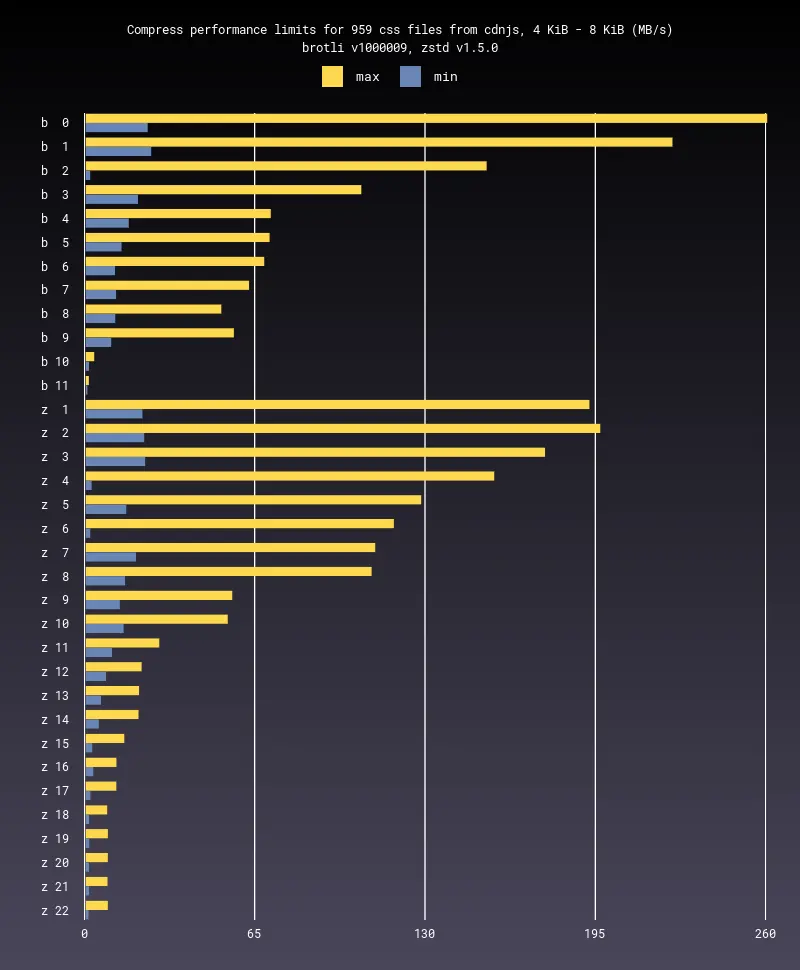 Compress performance limits for 959 css files from cdnjs, 4 KiB - 8 KiB (MB/s)
brotli v1000009, zstd v1.5.0
max min
b 0
b 1
b 2
b 3
b 4
b 5
b 6
b 7
b 8
b 9
b 10
b 11
z 1
z 2
z 3
z 4
z 5
z 6
z 7
z 8
z 9
z 10
z 11
z 12
z 13
z 14
z 15
z 16
z 17
z 18
z 19
z 20
z 21
z 22
0 65 130 195 260